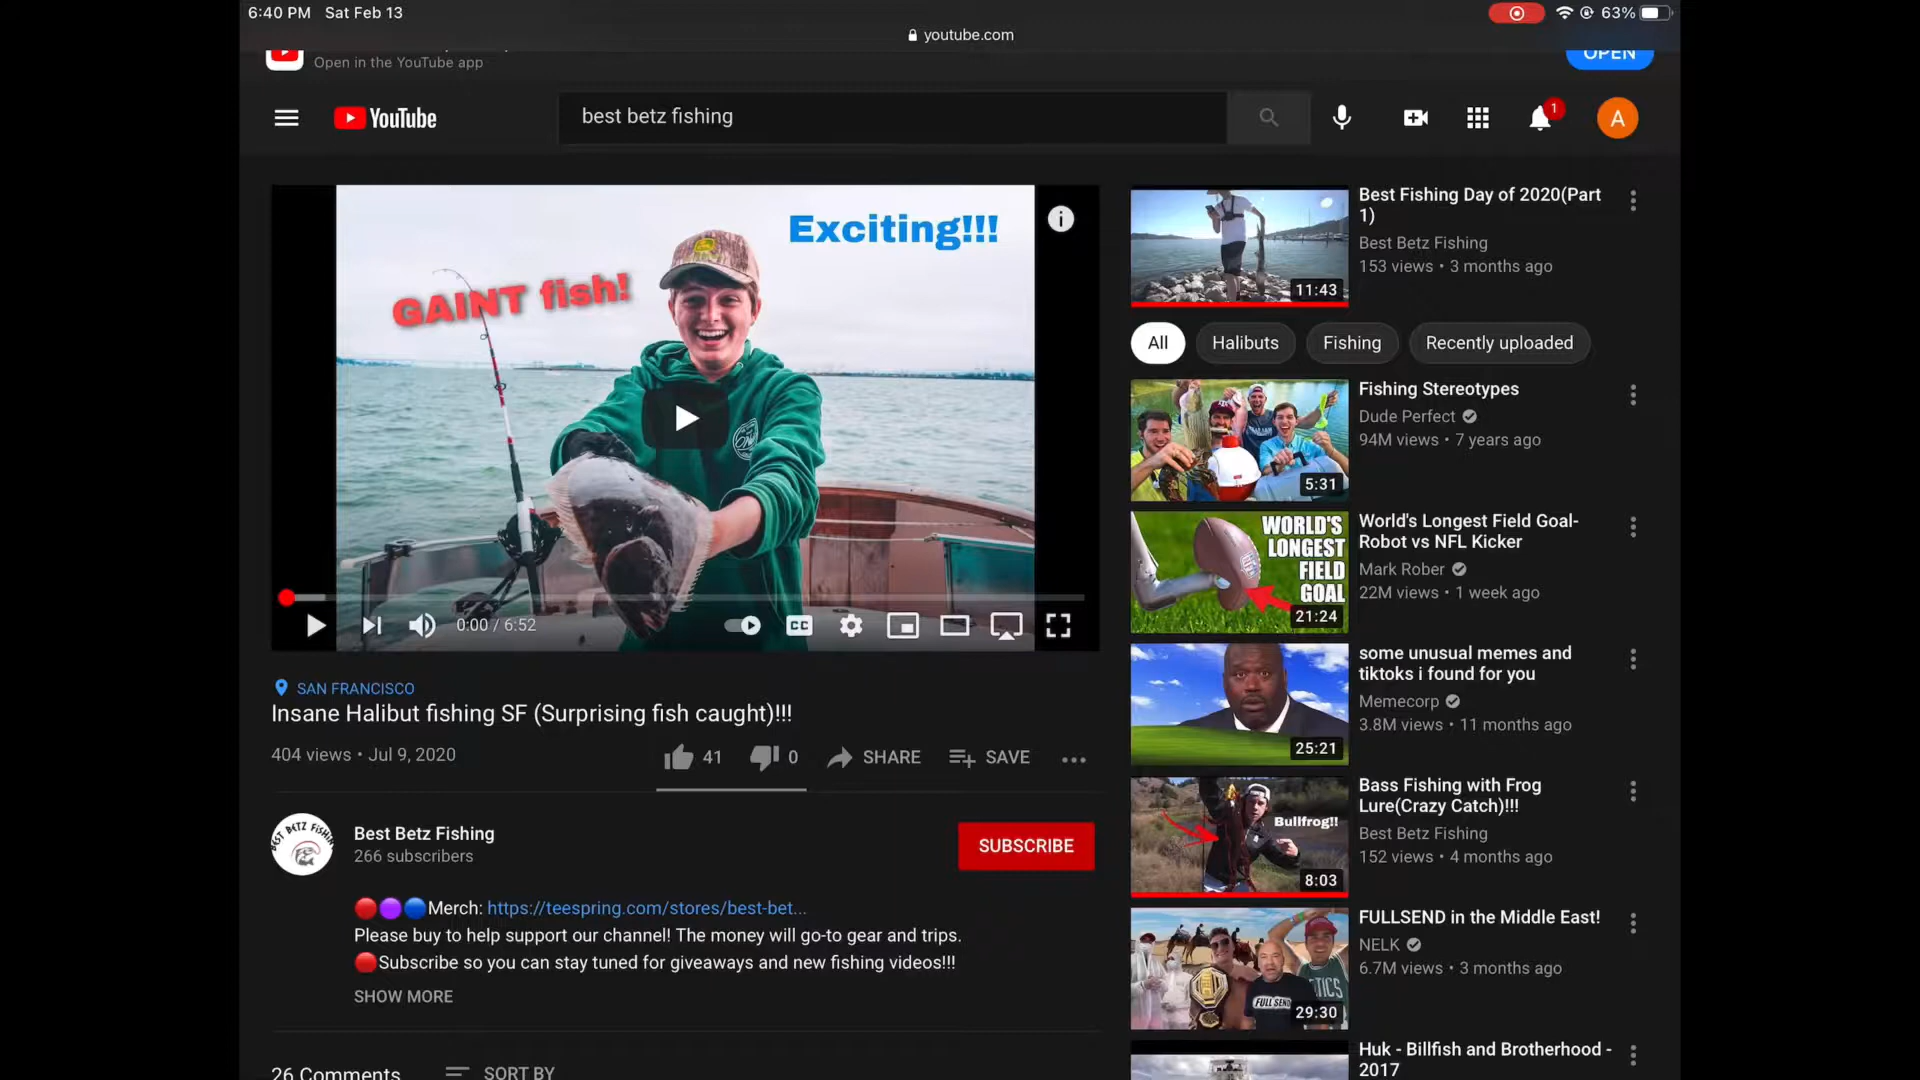 6:40 PM Sat Feb 13
63%
youtube.com
Open in the YouTube app
OPEN
YouTube
best betz fishing
1
A
Exciting!!!
GAINT fish!
0:00 / 6:52
CC
SAN FRANCISCO
Insane Halibut fishing SF (Surprising fish caught)!!!
404 views • Jul 9, 2020
41
0
SHARE
SAVE
BEST BETZ FISHING
Best Betz Fishing
266 subscribers
SUBSCRIBE
Merch: https://teespring.com/stores/best-bet...
Please buy to help support our channel! The money will go-to gear and trips.
Subscribe so you can stay tuned for giveaways and new fishing videos!!!
SHOW MORE
26 Comments
SORT BY
11:43
Best Fishing Day of 2020(Part
1)
Best Betz Fishing
153 views • 3 months ago
All
Halibuts
Fishing
Recently uploaded
5:31
Fishing Stereotypes
Dude Perfect
94M views • 7 years ago
WORLD'S
LONGEST
FIELD
GOAL
21:24
World's Longest Field Goal-
Robot vs NFL Kicker
Mark Rober
22M views • 1 week ago
25:21
some unusual memes and
tiktoks i found for you
Memecorp
3.8M views • 11 months ago
Bullfrog!!
8:03
Bass Fishing with Frog
Lure(Crazy Catch)!!!
Best Betz Fishing
152 views • 4 months ago
FULL SEND
29:30
FULLSEND in the Middle East!
NELK
6.7M views • 3 months ago
Huk - Billfish and Brotherhood -
2017